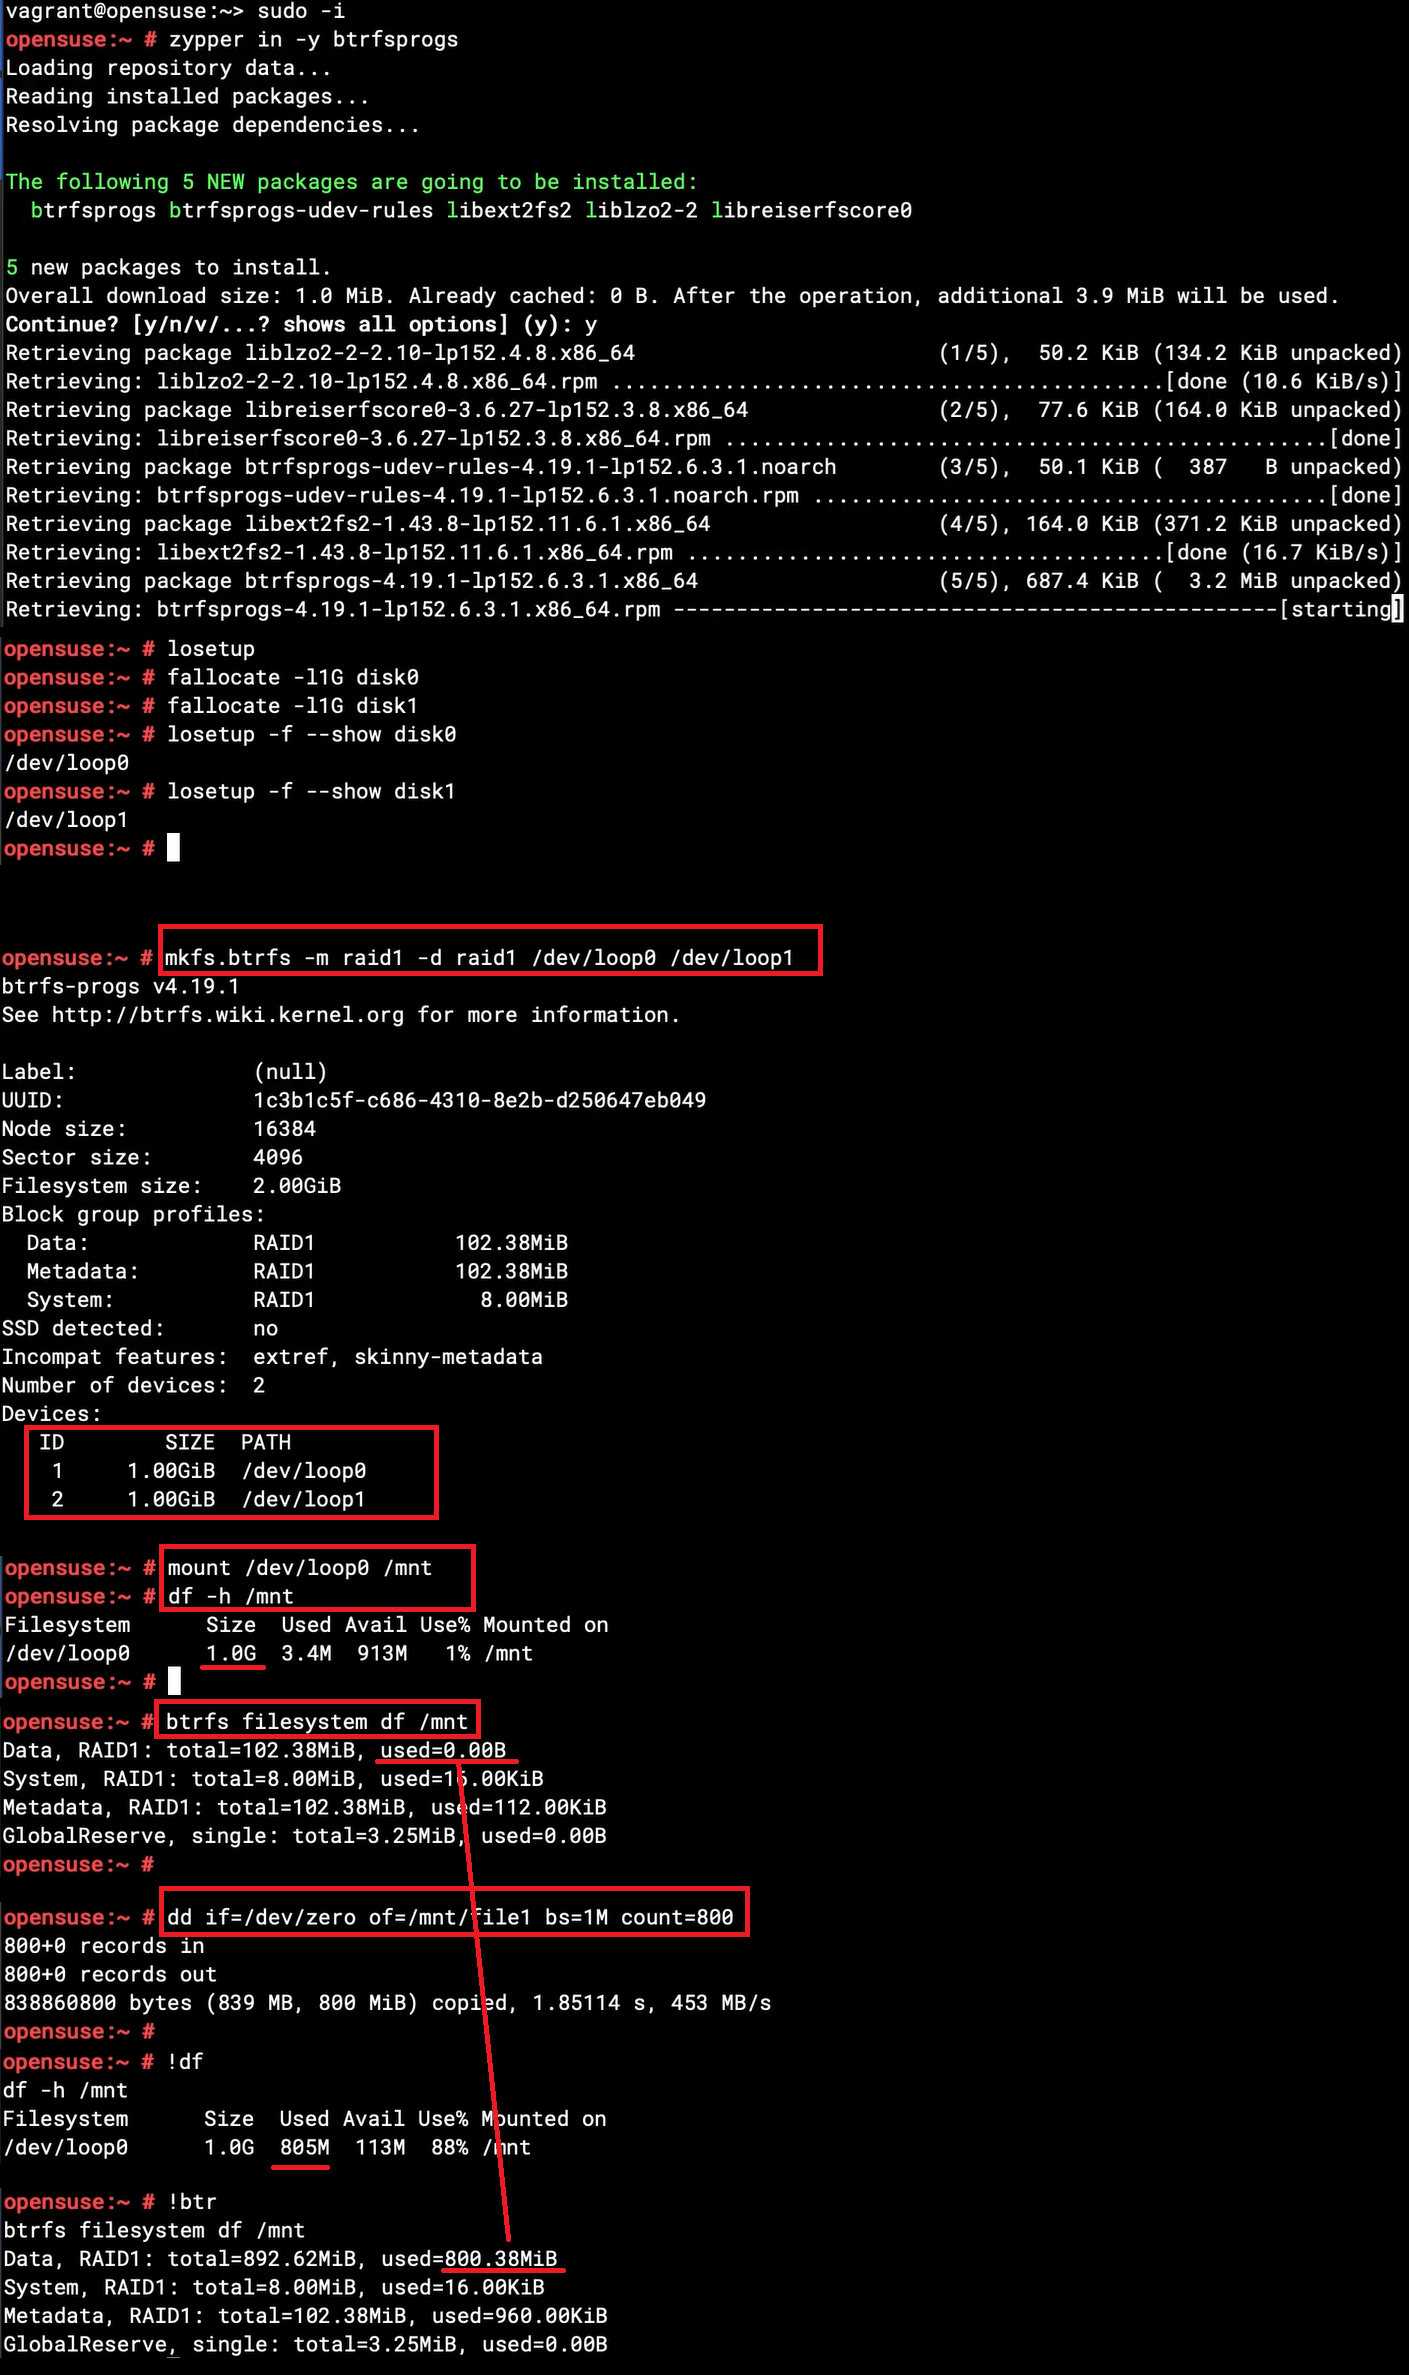 vagrant@opensuse:~> sudo -i
opensuse:~ # zypper in -y btrfsprogs
Loading repository data...
Reading installed packages...
Resolving package dependencies...
The following 5 NEW packages are going to be installed:
  btrfsprogs btrfsprogs-udev-rules libext2fs2 liblzo2-2 libreiserfscore0
5 new packages to install.
Overall download size: 1.0 MiB. Already cached: 0 B. After the operation, additional 3.9 MiB will be used.
Continue? [y/n/v/...? shows all options] (y): y
Retrieving package liblzo2-2-2.10-lp152.4.8.x86_64 (1/5),  50.2 KiB (134.2 KiB unpacked)
Retrieving: liblzo2-2-2.10-lp152.4.8.x86_64.rpm ............................................[done (10.6 KiB/s)]
Retrieving package libreiserfscore0-3.6.27-lp152.3.8.x86_64 (2/5),  77.6 KiB (164.0 KiB unpacked)
Retrieving: libreiserfscore0-3.6.27-lp152.3.8.x86_64.rpm ................................................[done]
Retrieving package btrfsprogs-udev-rules-4.19.1-lp152.6.3.1.noarch (3/5),  50.1 KiB (  387   B unpacked)
Retrieving: btrfsprogs-udev-rules-4.19.1-lp152.6.3.1.noarch.rpm .........................................[done]
Retrieving package libext2fs2-1.43.8-lp152.11.6.1.x86_64 (4/5), 164.0 KiB (371.2 KiB unpacked)
Retrieving: libext2fs2-1.43.8-lp152.11.6.1.x86_64.rpm ......................................[done (16.7 KiB/s)]
Retrieving package btrfsprogs-4.19.1-lp152.6.3.1.x86_64 (5/5), 687.4 KiB (  3.2 MiB unpacked)
Retrieving: btrfsprogs-4.19.1-lp152.6.3.1.x86_64.rpm ------------------------------------------------[starting]
opensuse:~ # losetup
opensuse:~ # fallocate -l1G disk0
opensuse:~ # fallocate -l1G disk1
opensuse:~ # losetup -f --show disk0
/dev/loop0
opensuse:~ # losetup -f --show disk1
/dev/loop1
opensuse:~ #
opensuse:~ # mkfs.btrfs -m raid1 -d raid1 /dev/loop0 /dev/loop1
btrfs-progs v4.19.1
See http://btrfs.wiki.kernel.org for more information.
Label:              (null)
UUID:               1c3b1c5f-c686-4310-8e2b-d250647eb049
Node size:          16384
Sector size:        4096
Filesystem size:    2.00GiB
Block group profiles:
  Data:             RAID1           102.38MiB
  Metadata:         RAID1           102.38MiB
  System:           RAID1             8.00MiB
SSD detected:       no
Incompat features:  extref, skinny-metadata
Number of devices:  2
Devices:
   ID        SIZE  PATH
    1     1.00GiB  /dev/loop0
    2     1.00GiB  /dev/loop1
opensuse:~ # mount /dev/loop0 /mnt
opensuse:~ # df -h /mnt
Filesystem      Size  Used Avail Use% Mounted on
/dev/loop0      1.0G  3.4M  913M   1% /mnt
opensuse:~ #
opensuse:~ # btrfs filesystem df /mnt
Data, RAID1: total=102.38MiB, used=0.00B
System, RAID1: total=8.00MiB, used=16.00KiB
Metadata, RAID1: total=102.38MiB, used=112.00KiB
GlobalReserve, single: total=3.25MiB, used=0.00B
opensuse:~ #
opensuse:~ # dd if=/dev/zero of=/mnt/file1 bs=1M count=800
800+0 records in
800+0 records out
838860800 bytes (839 MB, 800 MiB) copied, 1.85114 s, 453 MB/s
opensuse:~ #
opensuse:~ # !df
df -h /mnt
Filesystem      Size  Used Avail Use% Mounted on
/dev/loop0      1.0G  805M  113M  88% /mnt
opensuse:~ # !btr
btrfs filesystem df /mnt
Data, RAID1: total=892.62MiB, used=800.38MiB
System, RAID1: total=8.00MiB, used=16.00KiB
Metadata, RAID1: total=102.38MiB, used=960.00KiB
GlobalReserve, single: total=3.25MiB, used=0.00B